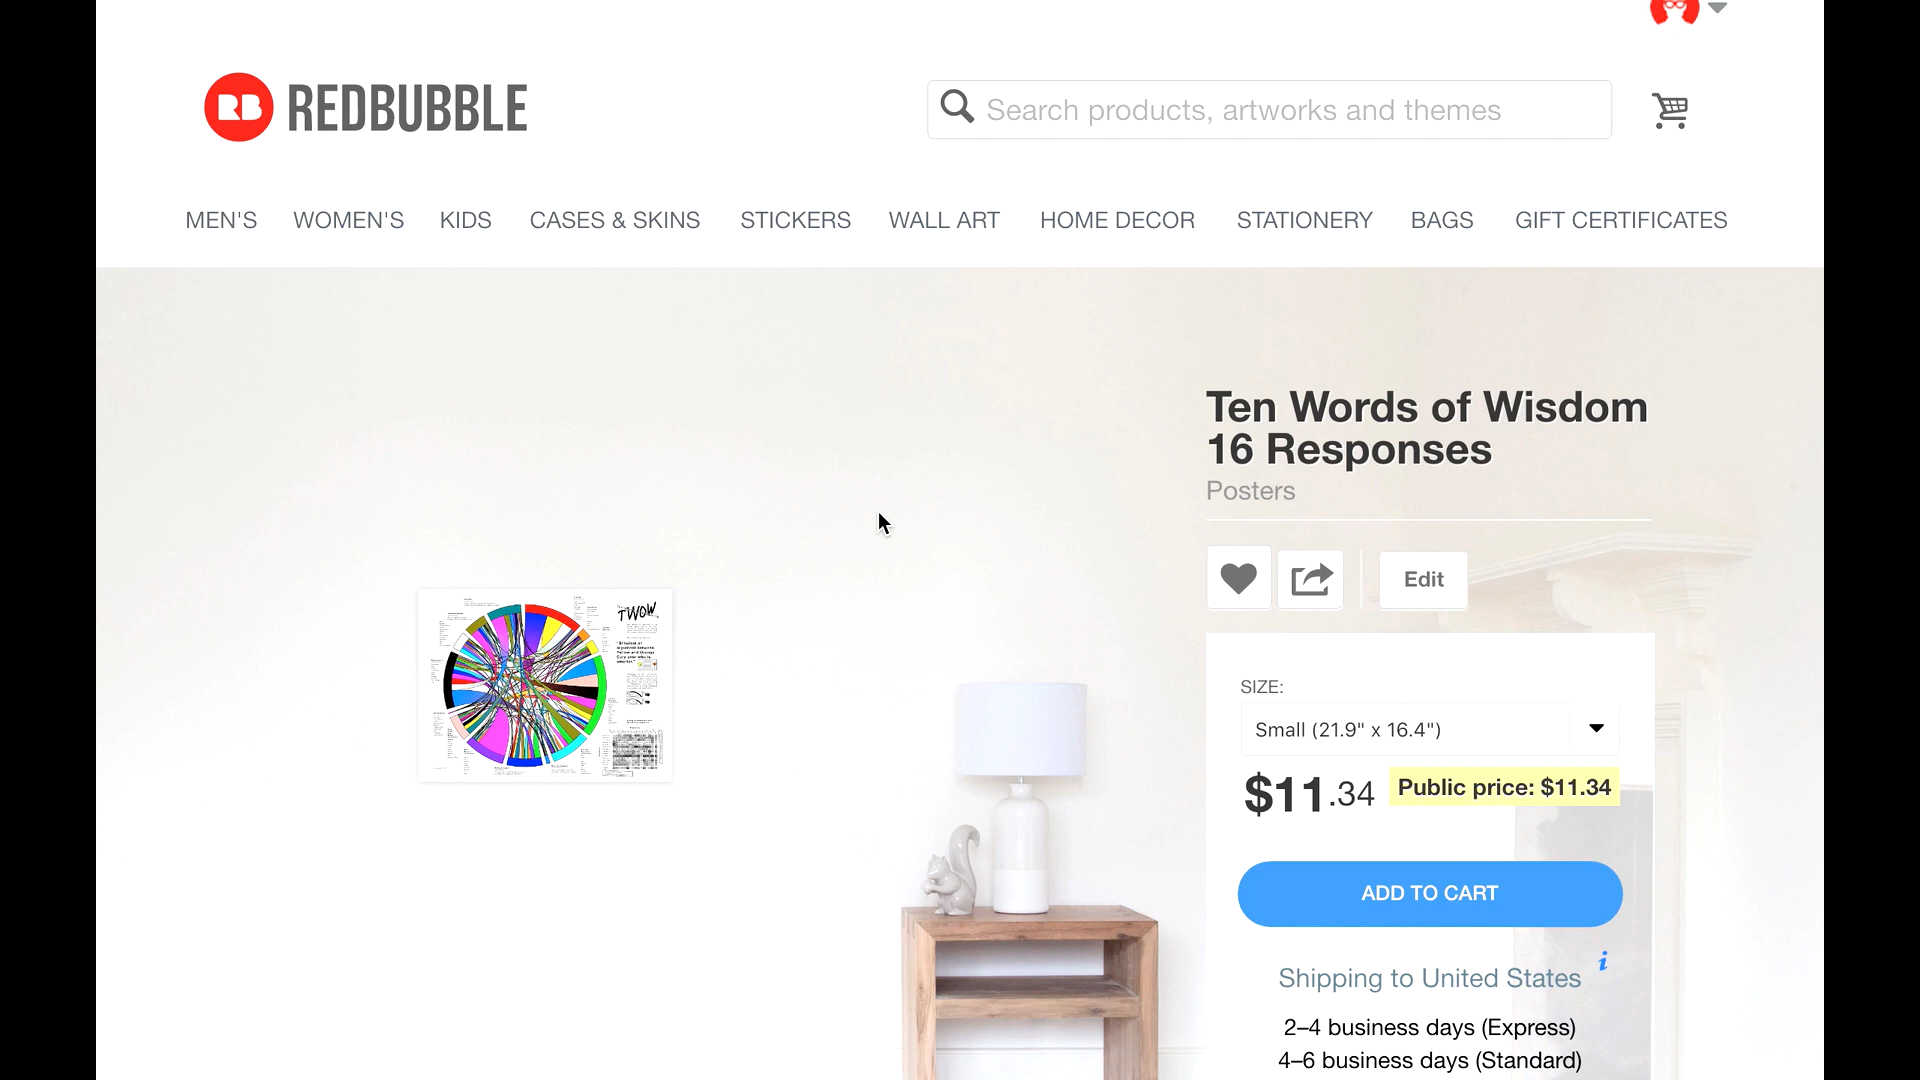 RB REDBUBBLE
Search products, artworks and themes
MEN'S WOMEN'S KIDS CASES & SKINS STICKERS WALL ART HOME DECOR STATIONERY BAGS GIFT CERTIFICATES
Ten Words of Wisdom
16 Responses
Posters
Edit
TWOW
SIZE:
Small (21.9" x 16.4")
$11.34 Public price: $11.34
ADD TO CART
Shipping to United States i
2–4 business days (Express)
4–6 business days (Standard)